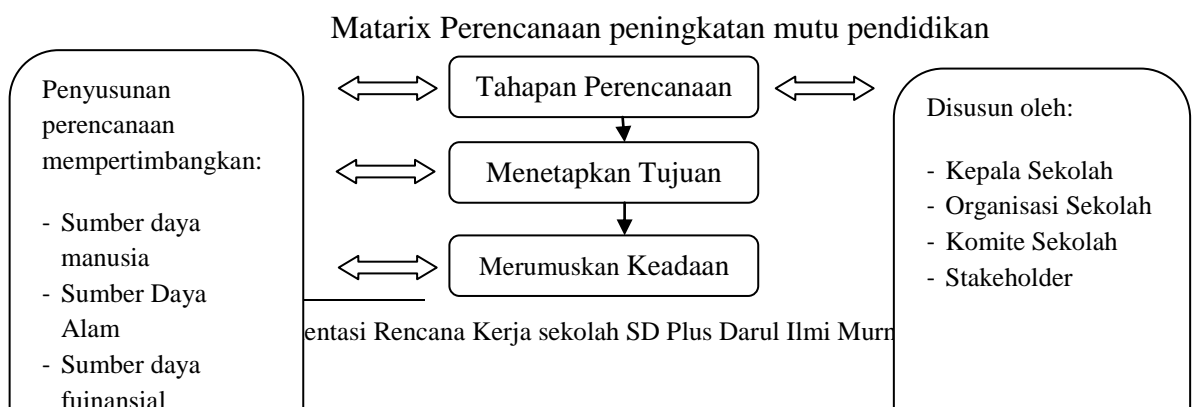 Matarix Perencanaan peningkatan mutu pendidikan
Penyusunan
perencanaan
mempertimbangkan:
- Sumber daya
manusia
- Sumber Daya
Alam
- Sumber daya
fuinansial
Tahapan Perencanaan
Menetapkan Tujuan
Merumuskan Keadaan
Disusun oleh:
- Kepala Sekolah
- Organisasi Sekolah
- Komite Sekolah
- Stakeholder
entasi Rencana Kerja sekolah SD Plus Darul Ilmi Murn